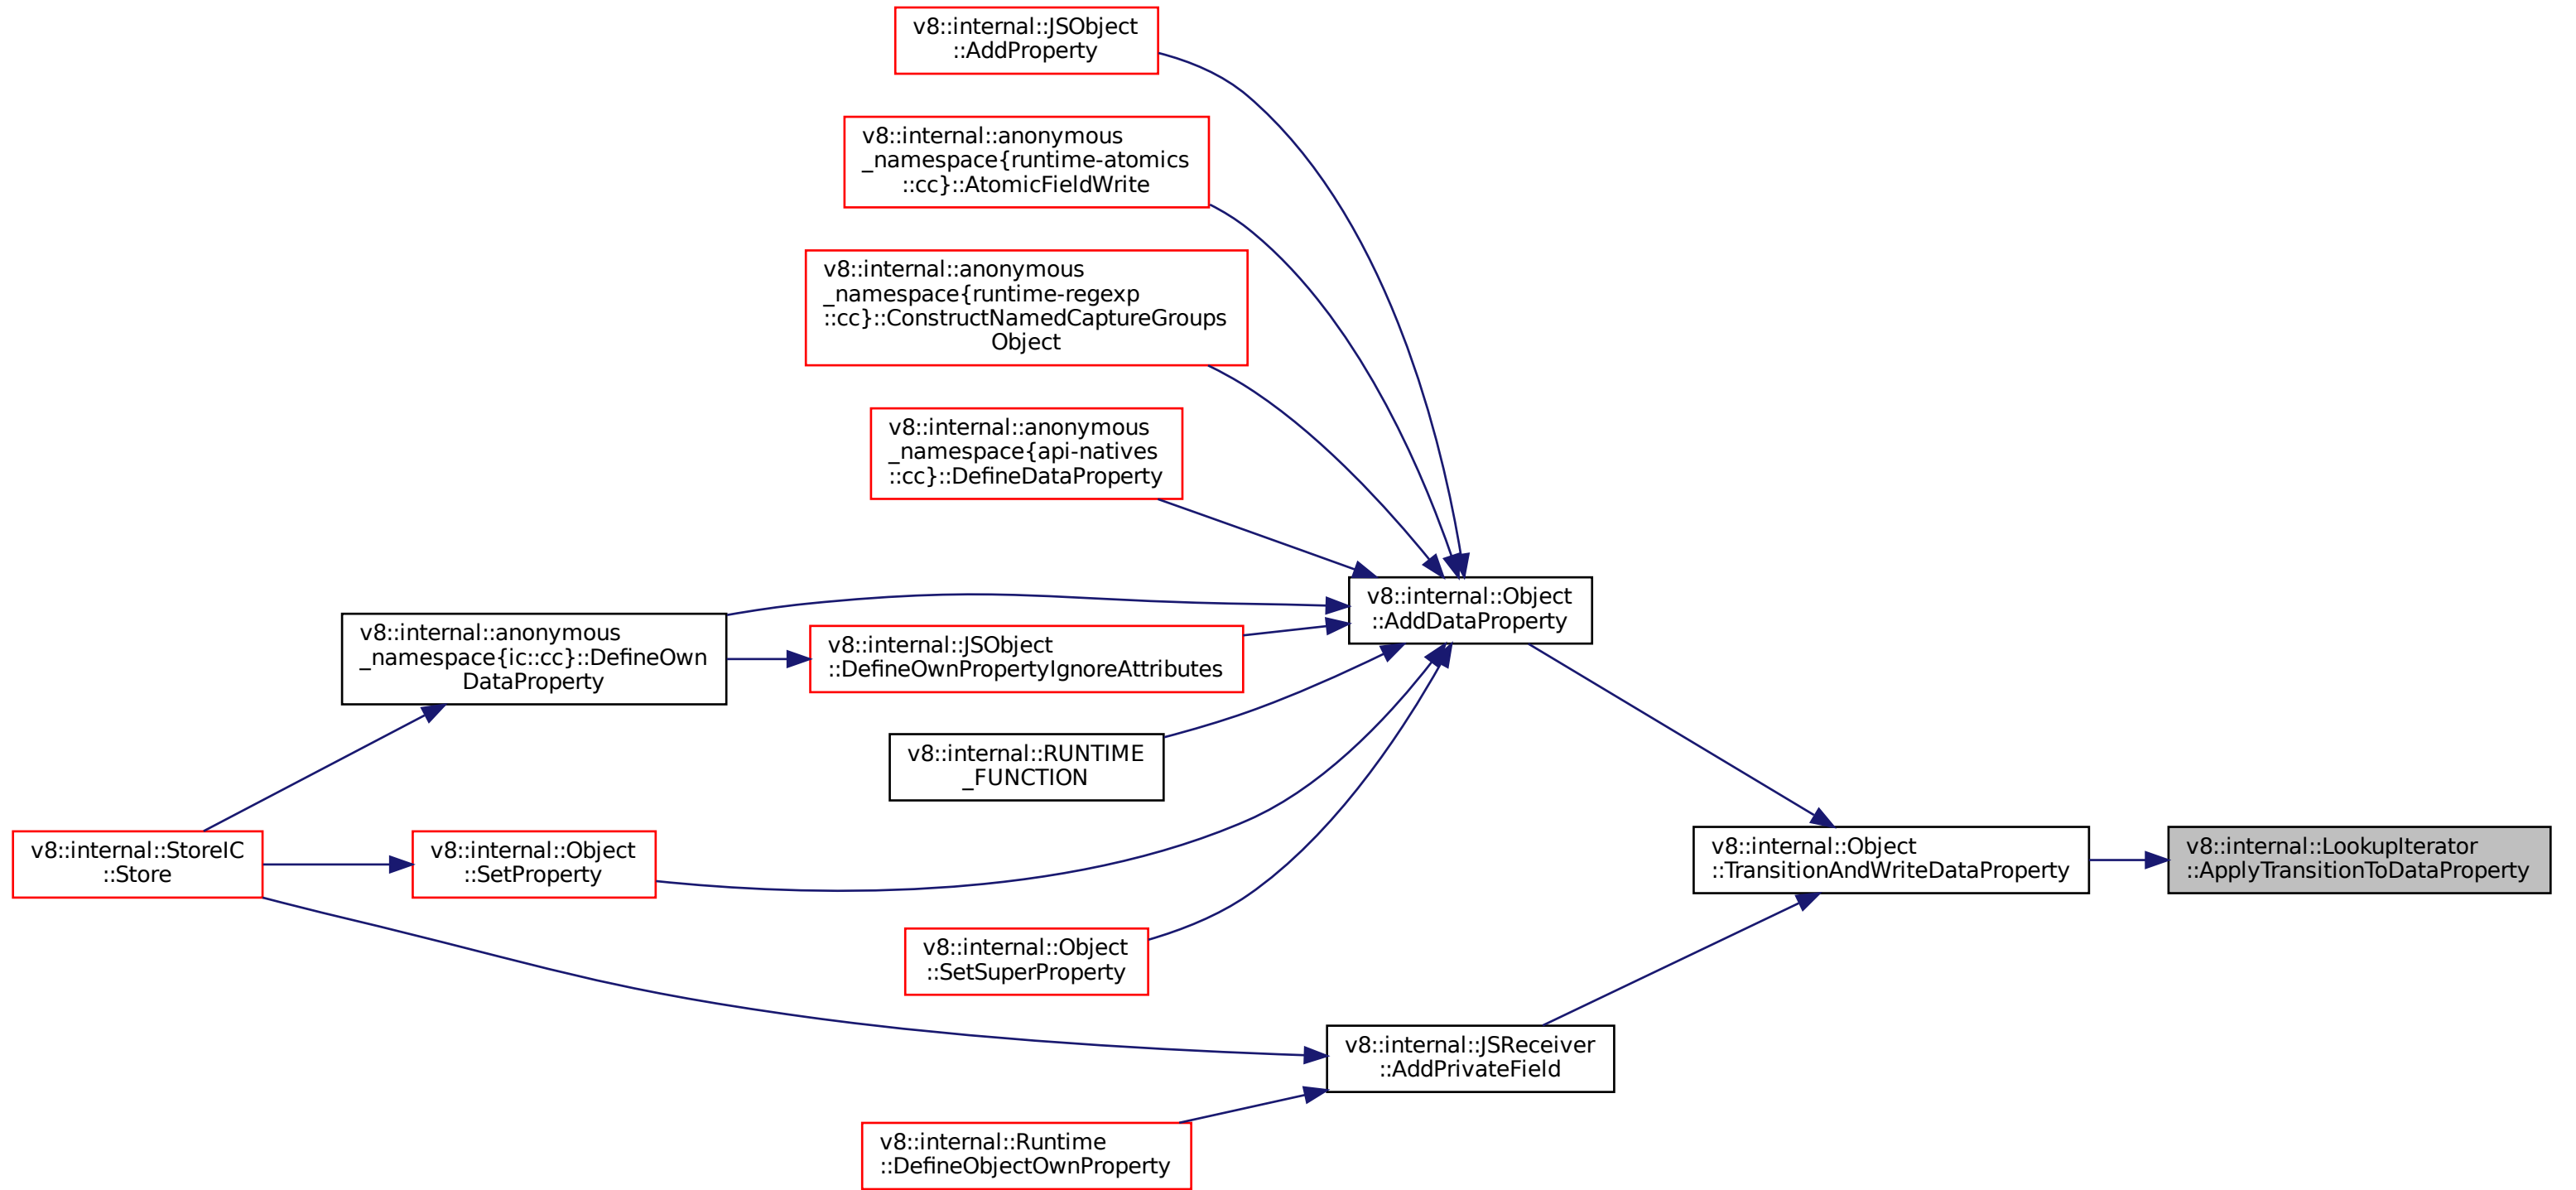 v8::internal::JSObject
::AddProperty
v8::internal::anonymous
_namespace{runtime-atomics
::cc}::AtomicFieldWrite
v8::internal::anonymous
_namespace{runtime-regexp
::cc}::ConstructNamedCaptureGroups
Object
v8::internal::anonymous
_namespace{api-natives
::cc}::DefineDataProperty
v8::internal::Object
::AddDataProperty
v8::internal::anonymous
_namespace{ic::cc}::DefineOwn
DataProperty
v8::internal::JSObject
::DefineOwnPropertyIgnoreAttributes
v8::internal::RUNTIME
_FUNCTION
v8::internal::StoreIC
::Store
v8::internal::Object
::SetProperty
v8::internal::Object
::TransitionAndWriteDataProperty
v8::internal::LookupIterator
::ApplyTransitionToDataProperty
v8::internal::Object
::SetSuperProperty
v8::internal::JSReceiver
::AddPrivateField
v8::internal::Runtime
::DefineObjectOwnProperty